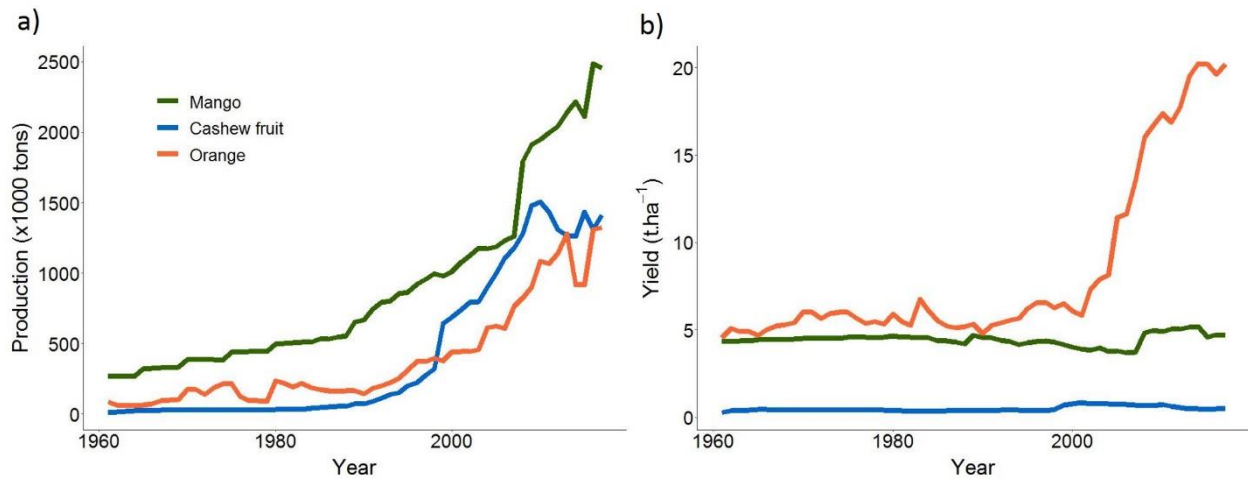 a)
Production (x1000 tons)
2500
2000
1500
1000
500
0
Mango
Cashew fruit
Orange
1960
1980
2000
Year
b)
Yield (t.ha⁻¹)
20
15
10
5
0
1960
1980
2000
Year